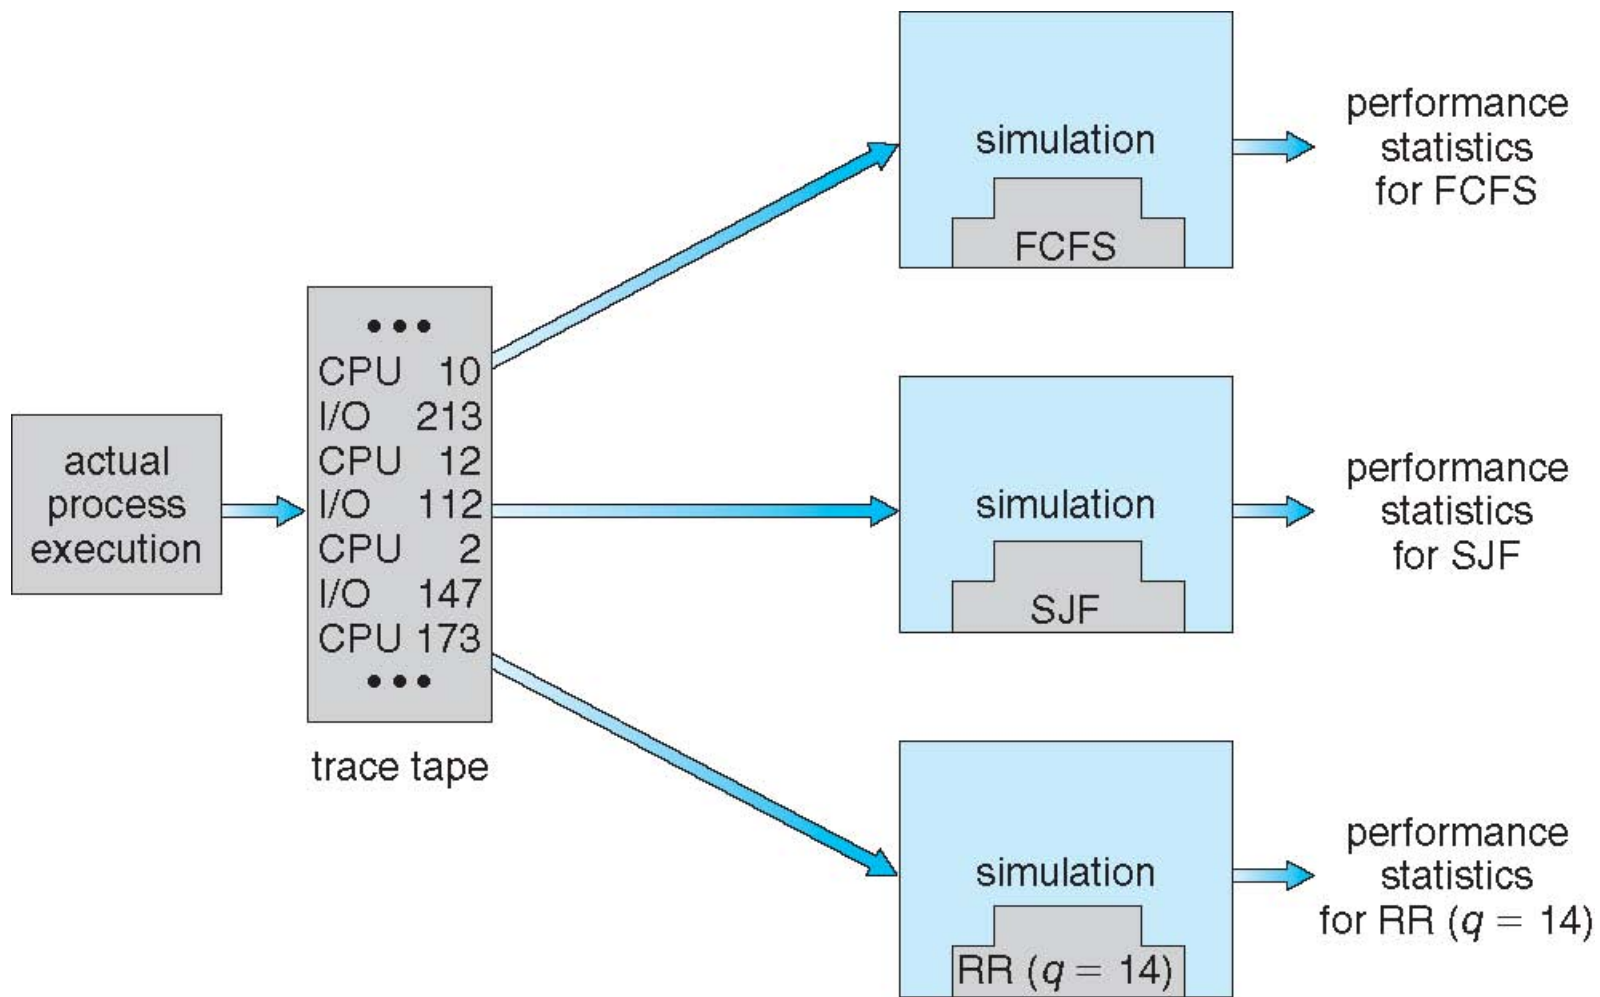 actual
process
execution
•••
CPU 10
I/O 213
CPU 12
I/O 112
CPU 2
I/O 147
CPU 173
•••
trace tape
simulation
FCFS
performance
statistics
for FCFS
simulation
SJF
performance
statistics
for SJF
simulation
RR (q = 14)
performance
statistics
for RR (q = 14)